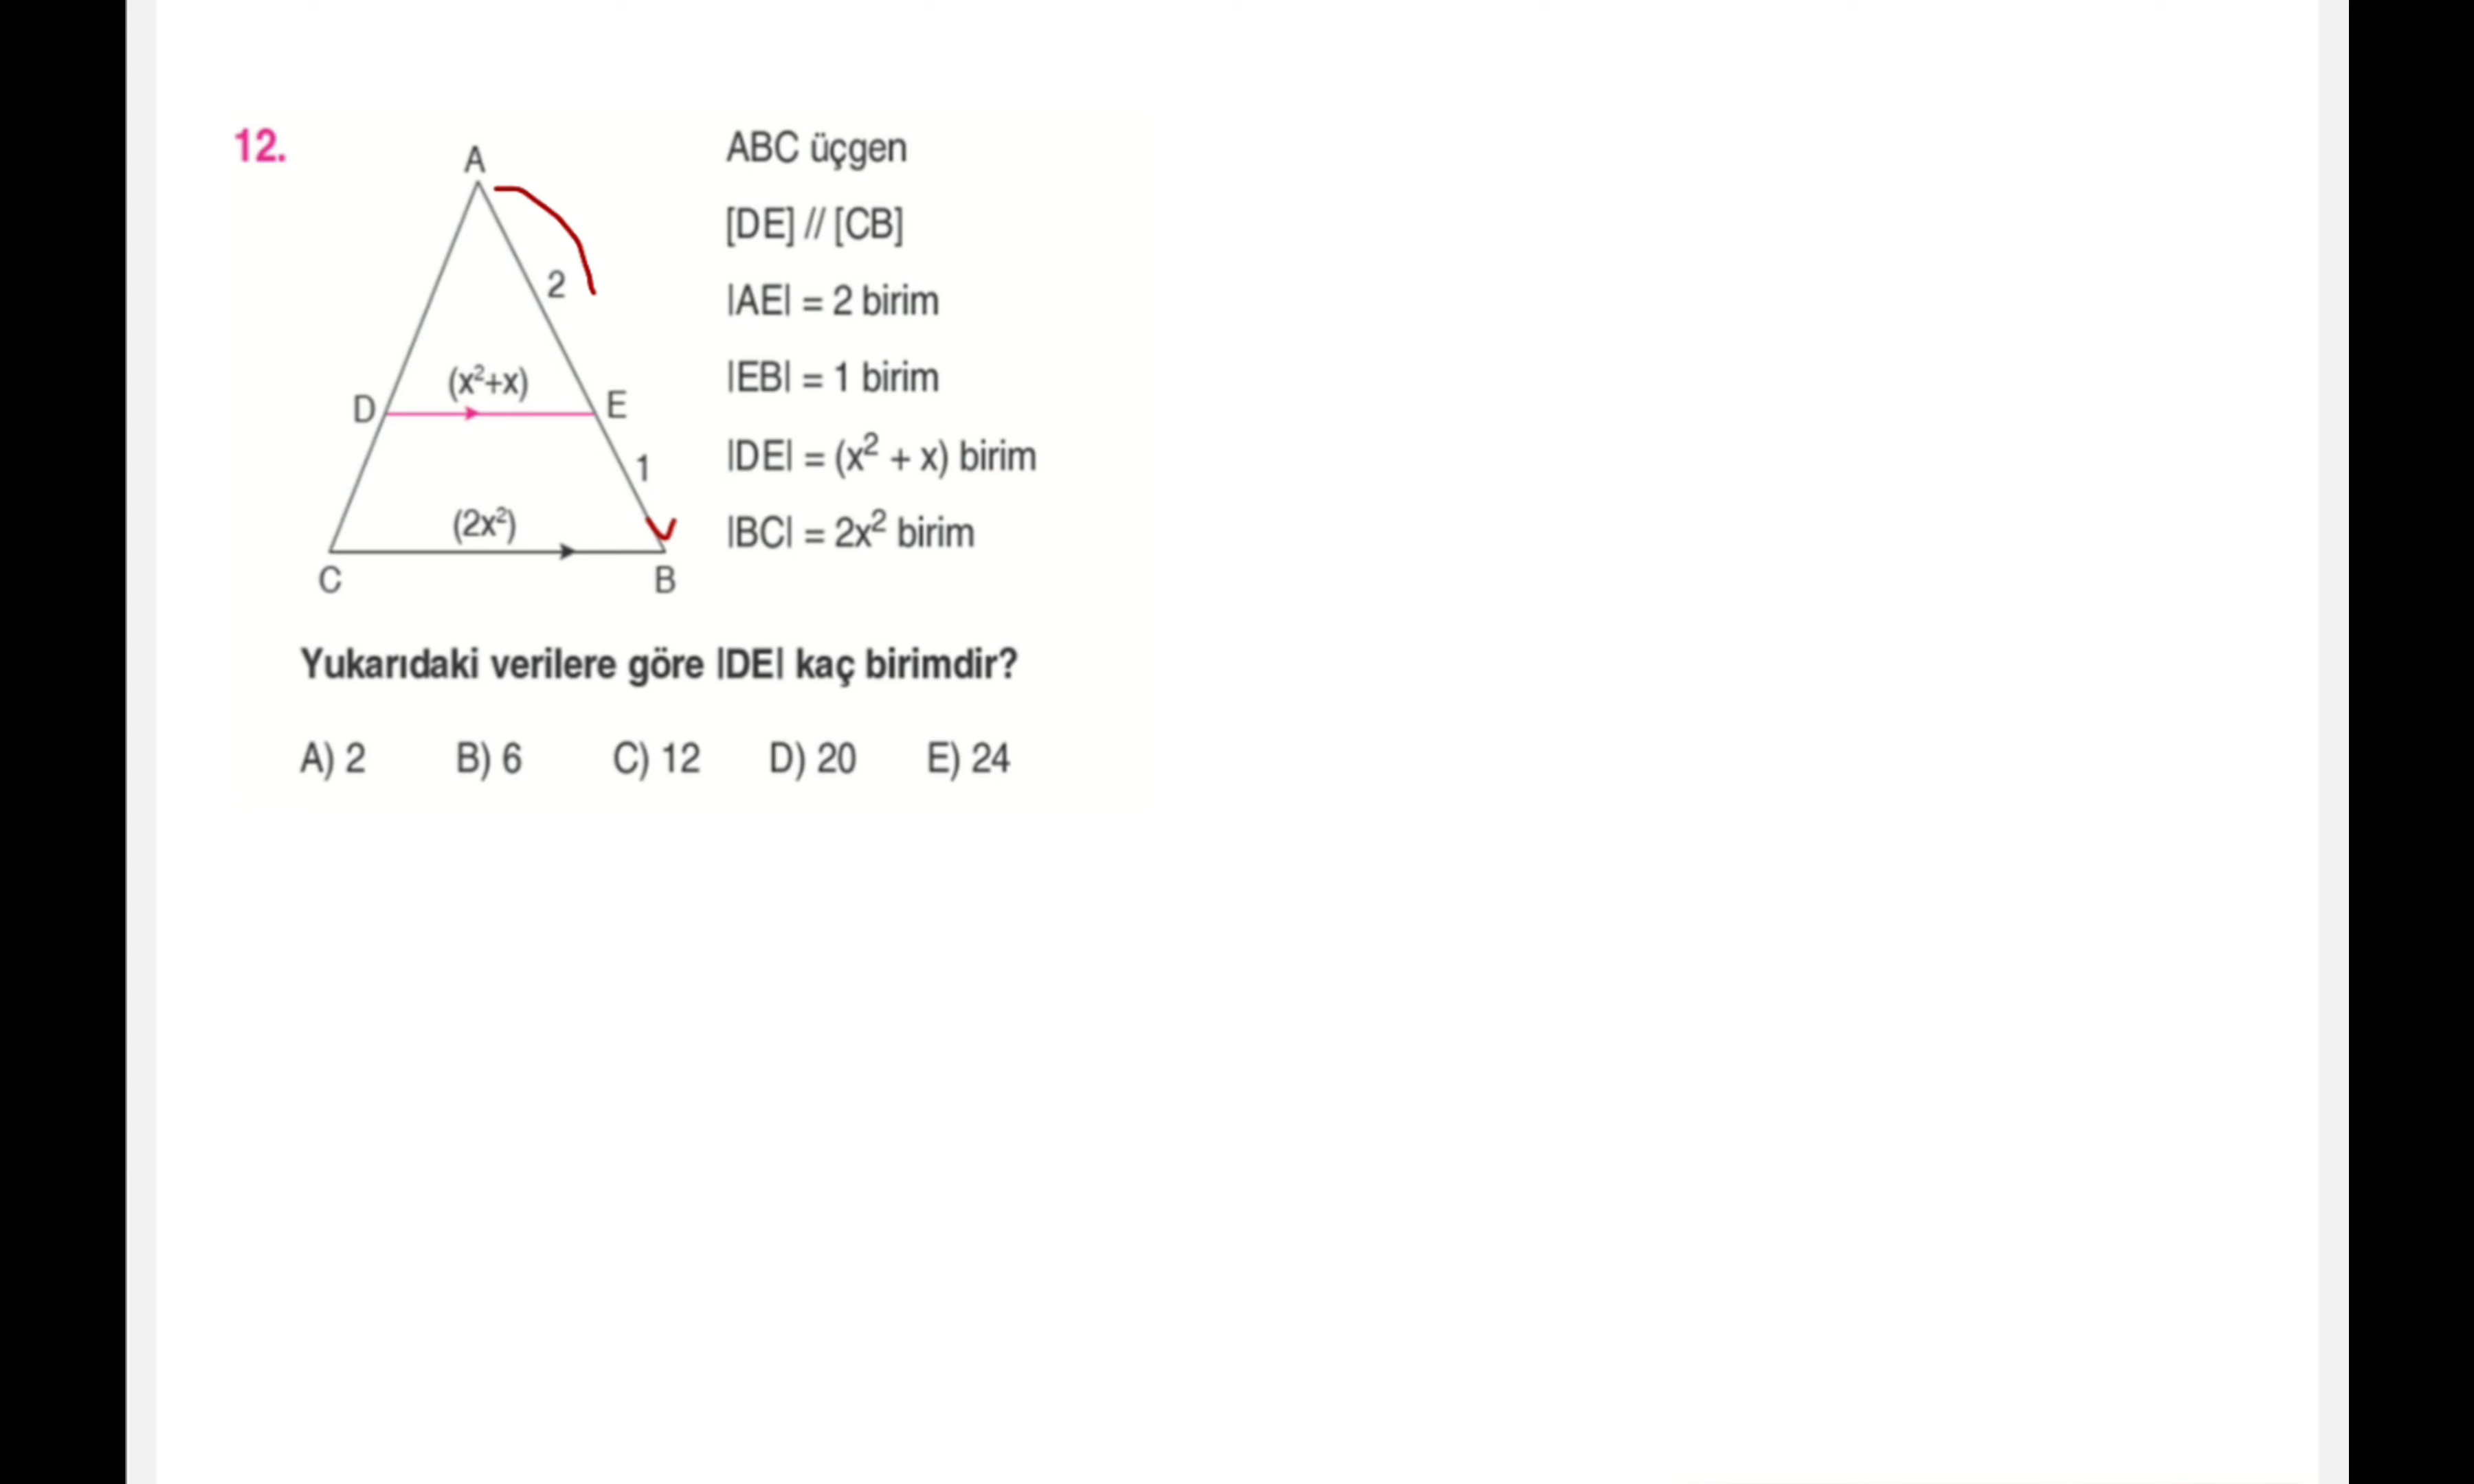 12.
A
2
(x²+x)
D
E
1
(2x²)
C
B
ABC üçgen
[DE] // [CB]
|AE| = 2 birim
|EB| = 1 birim
|DE| = (x² + x) birim
|BC| = 2x² birim
Yukarıdaki verilere göre |DE| kaç birimdir?
A) 2 B) 6 C) 12 D) 20 E) 24